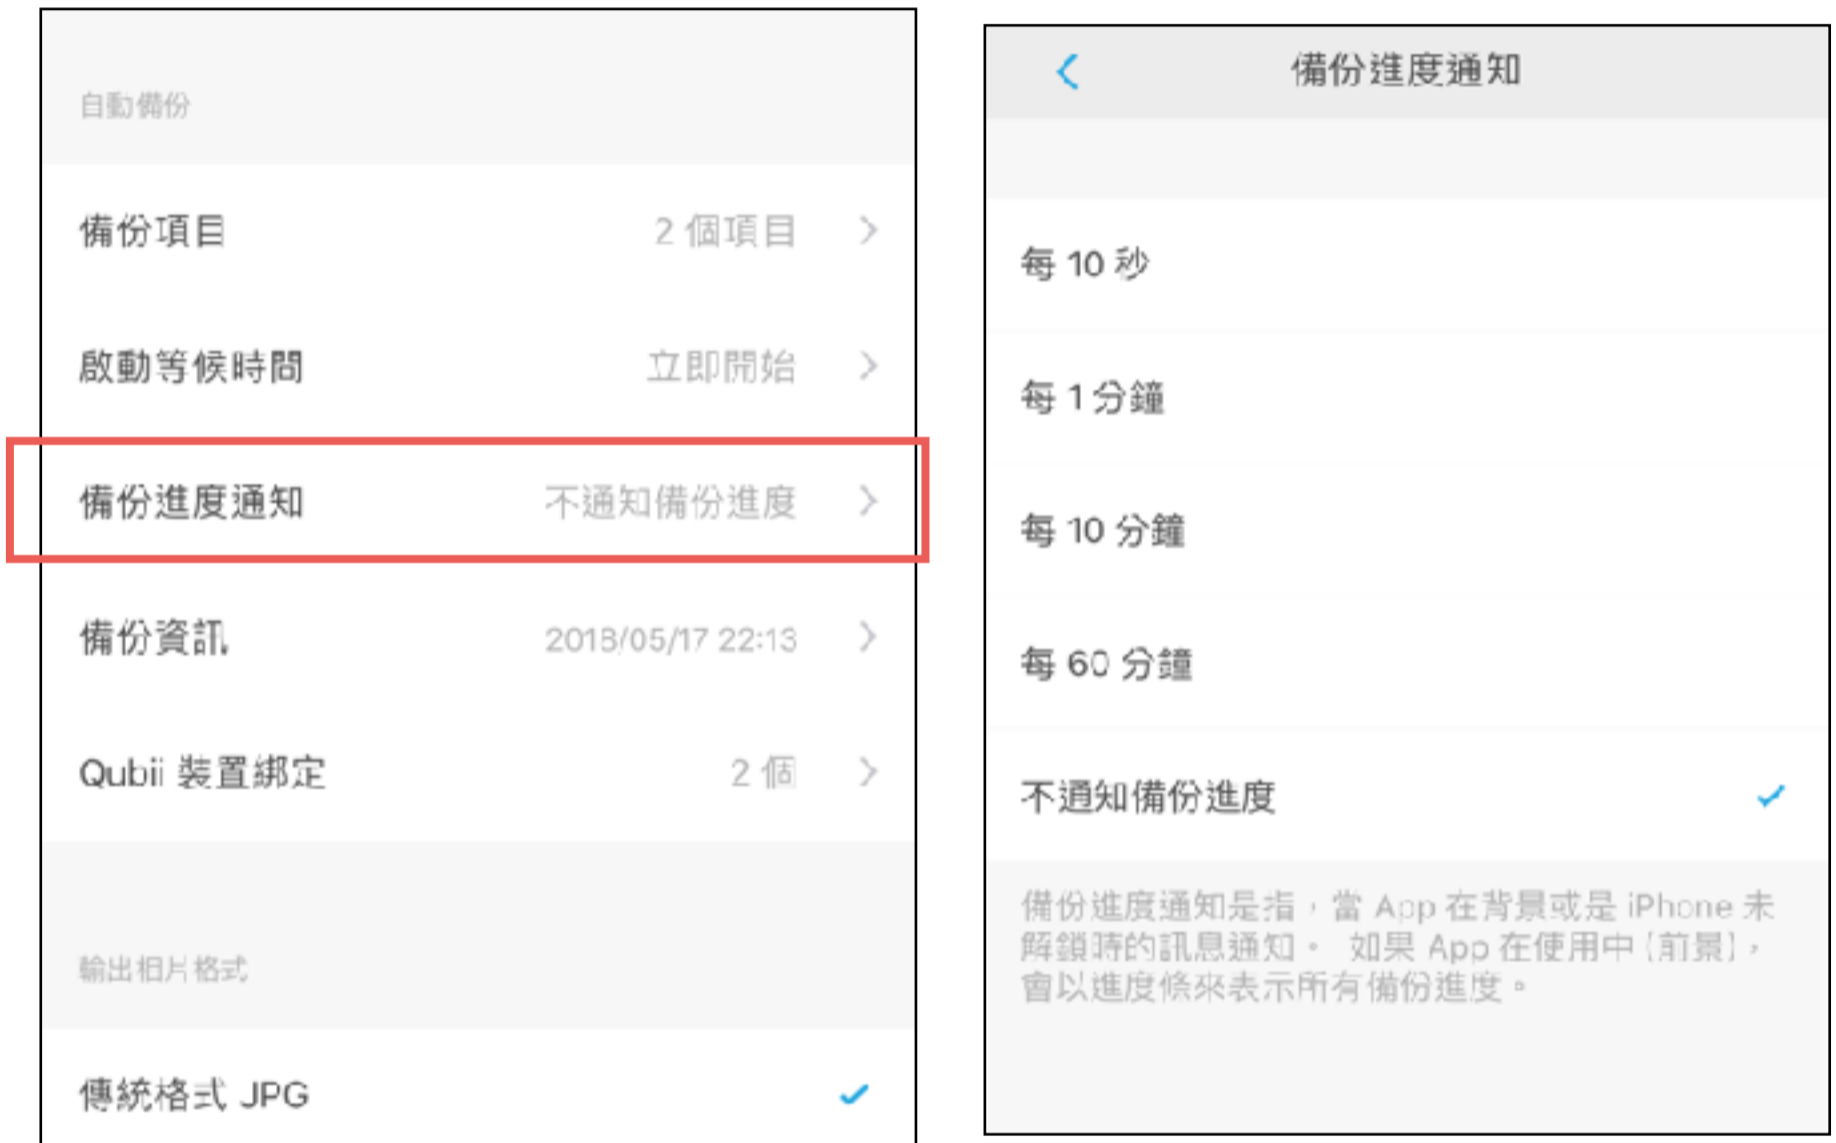 自動備份
備份項目 2 個項目
啟動等候時間 立即開始
備份進度通知 不通知備份進度
備份資訊 2018/05/17 22:13
Qubii 裝置綁定 2 個
輸出相片格式
傳統格式 JPG
備份進度通知
每 10 秒
每 1 分鐘
每 10 分鐘
每 60 分鐘
不通知備份進度
備份進度通知是指，當 App 在背景或是 iPhone 未
解鎖時的訊息通知。 如果 App 在使用中 (前景)，
會以進度條來表示所有備份進度。